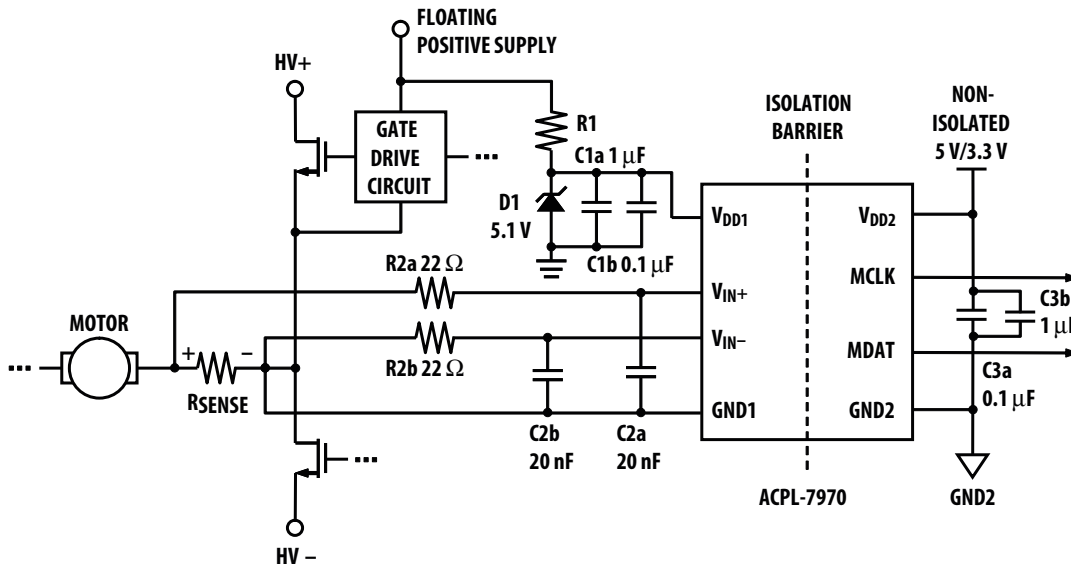 FLOATING
POSITIVE SUPPLY
HV+
GATE
DRIVE
CIRCUIT
...
R1
C1a 1 μF
D1
5.1 V
C1b 0.1 μF
ISOLATION
BARRIER
NON-
ISOLATED
5 V/3.3 V
VDD1
VDD2
R2a 22 Ω
VIN+
MCLK
C3b
1 μF
MOTOR
+
−
...
RSENSE
R2b 22 Ω
VIN−
MDAT
C3a
0.1 μF
GND1
GND2
C2b
20 nF
C2a
20 nF
...
ACPL-7970
GND2
HV −